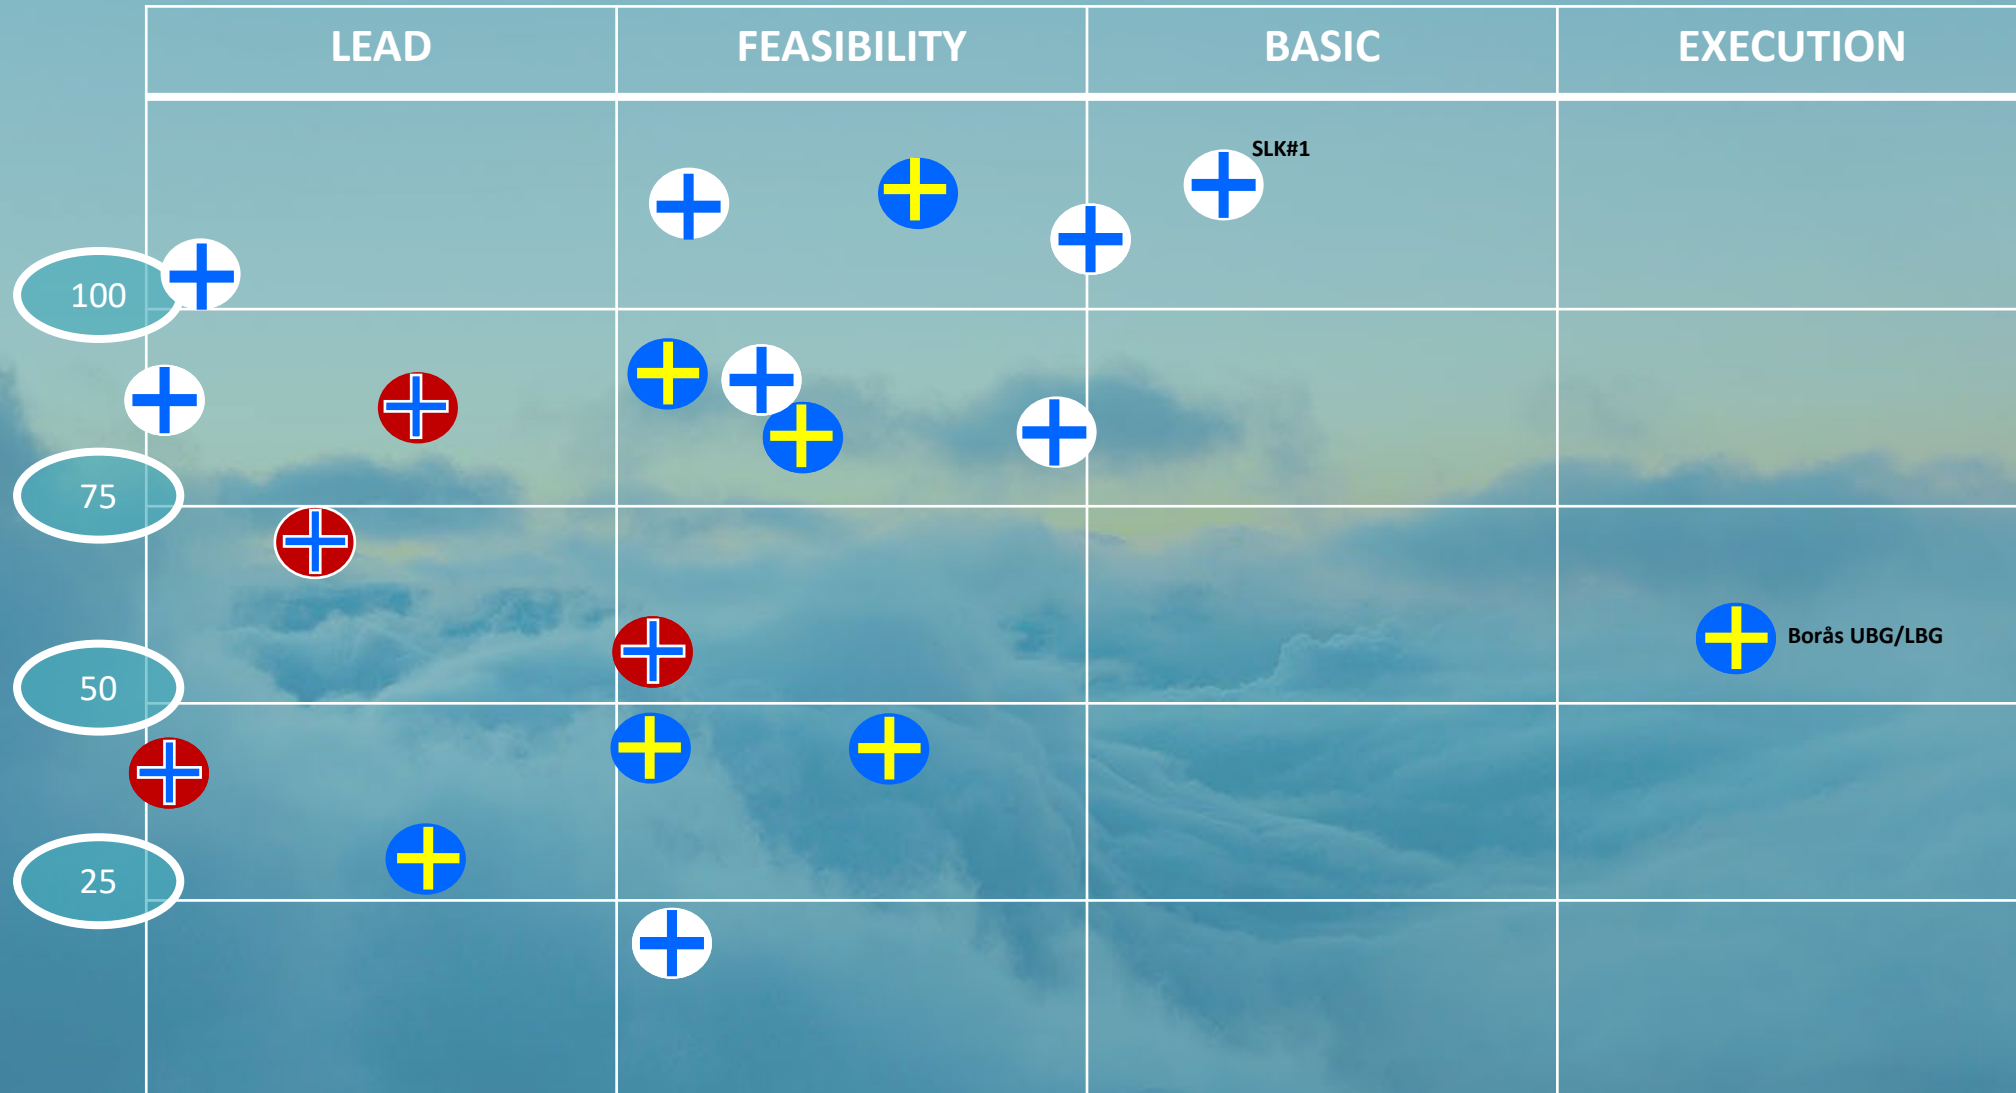 LEAD
FEASIBILITY
BASIC
EXECUTION
SLK#1
100
75
Borås UBG/LBG
50
25